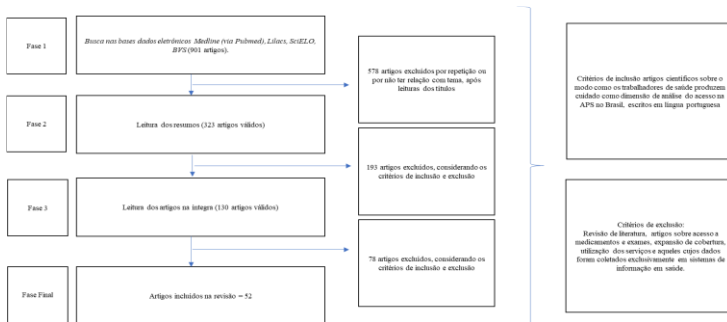 Fase 1
Busca nas bases dados eletrônicos Medline (via Pubmed), Lilacs, SciELO,
BVS (901 artigos).
578 artigos excluídos por repetição ou
por não ter relação com tema, após
leituras dos títulos
Fase 2
Leitura dos resumos (323 artigos válidos)
193 artigos excluídos, considerando os
critérios de inclusão e exclusão
Fase 3
Leitura dos artigos na íntegra (130 artigos válidos)
78 artigos excluídos, considerando os
critérios de inclusão e exclusão
Fase Final
Artigos incluídos na revisão = 52
Critérios de inclusão artigos científicos sobre o
modo como os trabalhadores de saúde produzem
cuidado como dimensão de análise do acesso na
APS no Brasil, escritos em língua portuguesa
Critérios de exclusão:
Revisão de literatura, artigos sobre acesso a
medicamentos e exames, expansão de cobertura,
utilização dos serviços e aqueles cujos dados
foram coletados exclusivamente em sistemas de
informação em saúde.